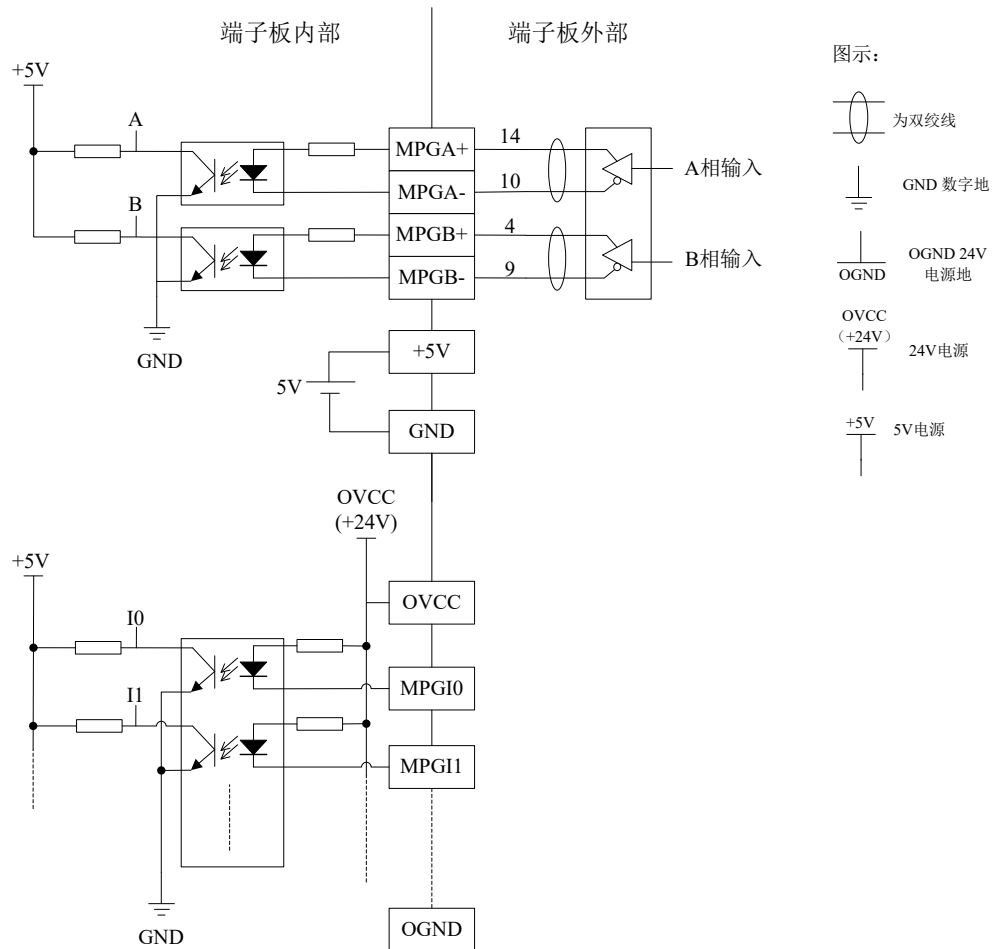 端子板内部
端子板外部
图示：
+5V
A
MPGA+
14
为双绞线
MPGA-
10
A相输入
GND 数字地
B
MPGB+
4
MPGB-
9
B相输入
OGND
OGND 24V
电源地
GND
+5V
5V
GND
OVCC
（+24V）
24V电源
+5V
5V电源
OVCC
(+24V)
+5V
OVCC
I0
MPGI0
I1
MPGI1
GND
OGND